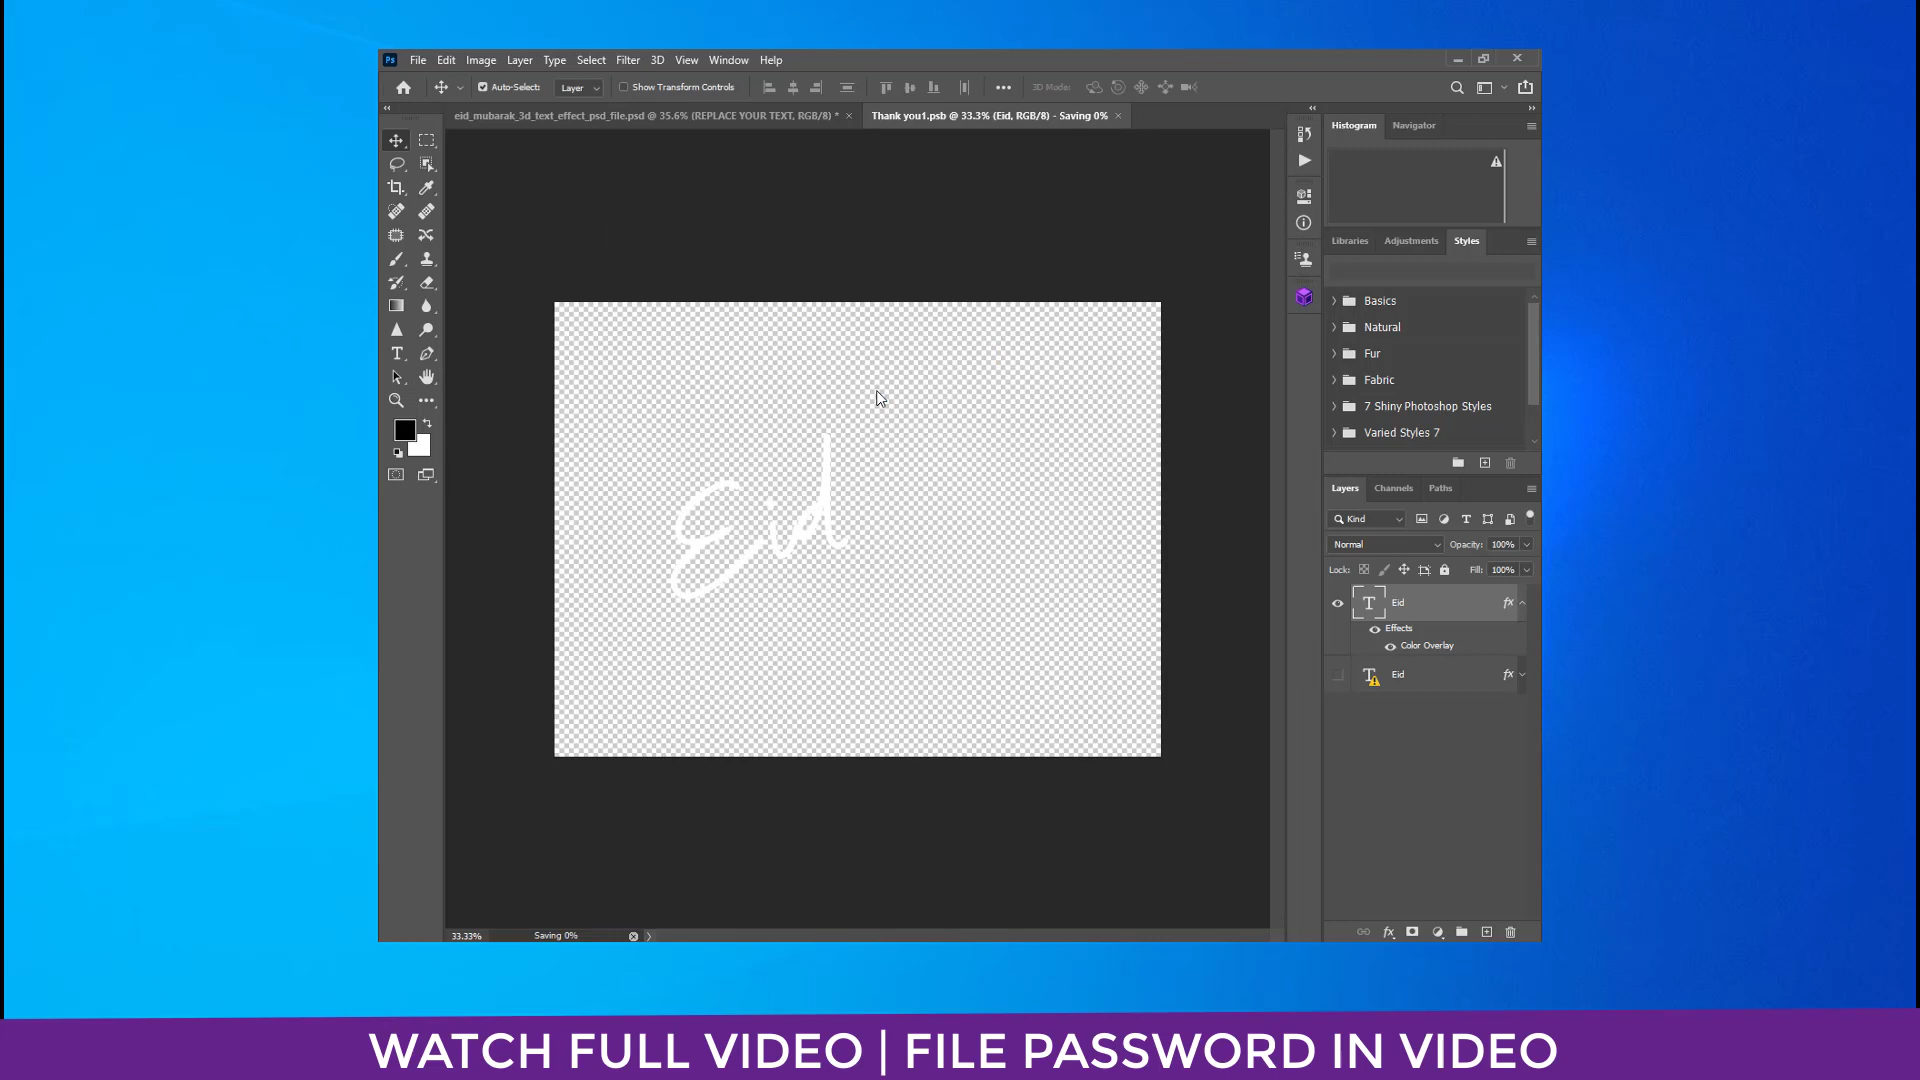 Ps File Edit Image Layer Type Select Filter 3D View Window Help
Auto-Select: Layer Show Transform Controls 3D Mode:
eid_mubarak_3d_text_effect_psd_file.psd @ 35.6% (REPLACE YOUR TEXT, RGB/8) * × Thank you1.psb @ 33.3% (Eid, RGB/8) - Saving 0% ×
Histogram Navigator
Libraries Adjustments Styles
Basics
Natural
Fur
Fabric
7 Shiny Photoshop Styles
Varied Styles 7
Eid
Layers Channels Paths
Kind
Normal Opacity: 100%
Lock: Fill: 100%
T Eid fx
Effects
Color Overlay
T Eid fx
33.33% Saving 0%
fx
WATCH FULL VIDEO | FILE PASSWORD IN VIDEO